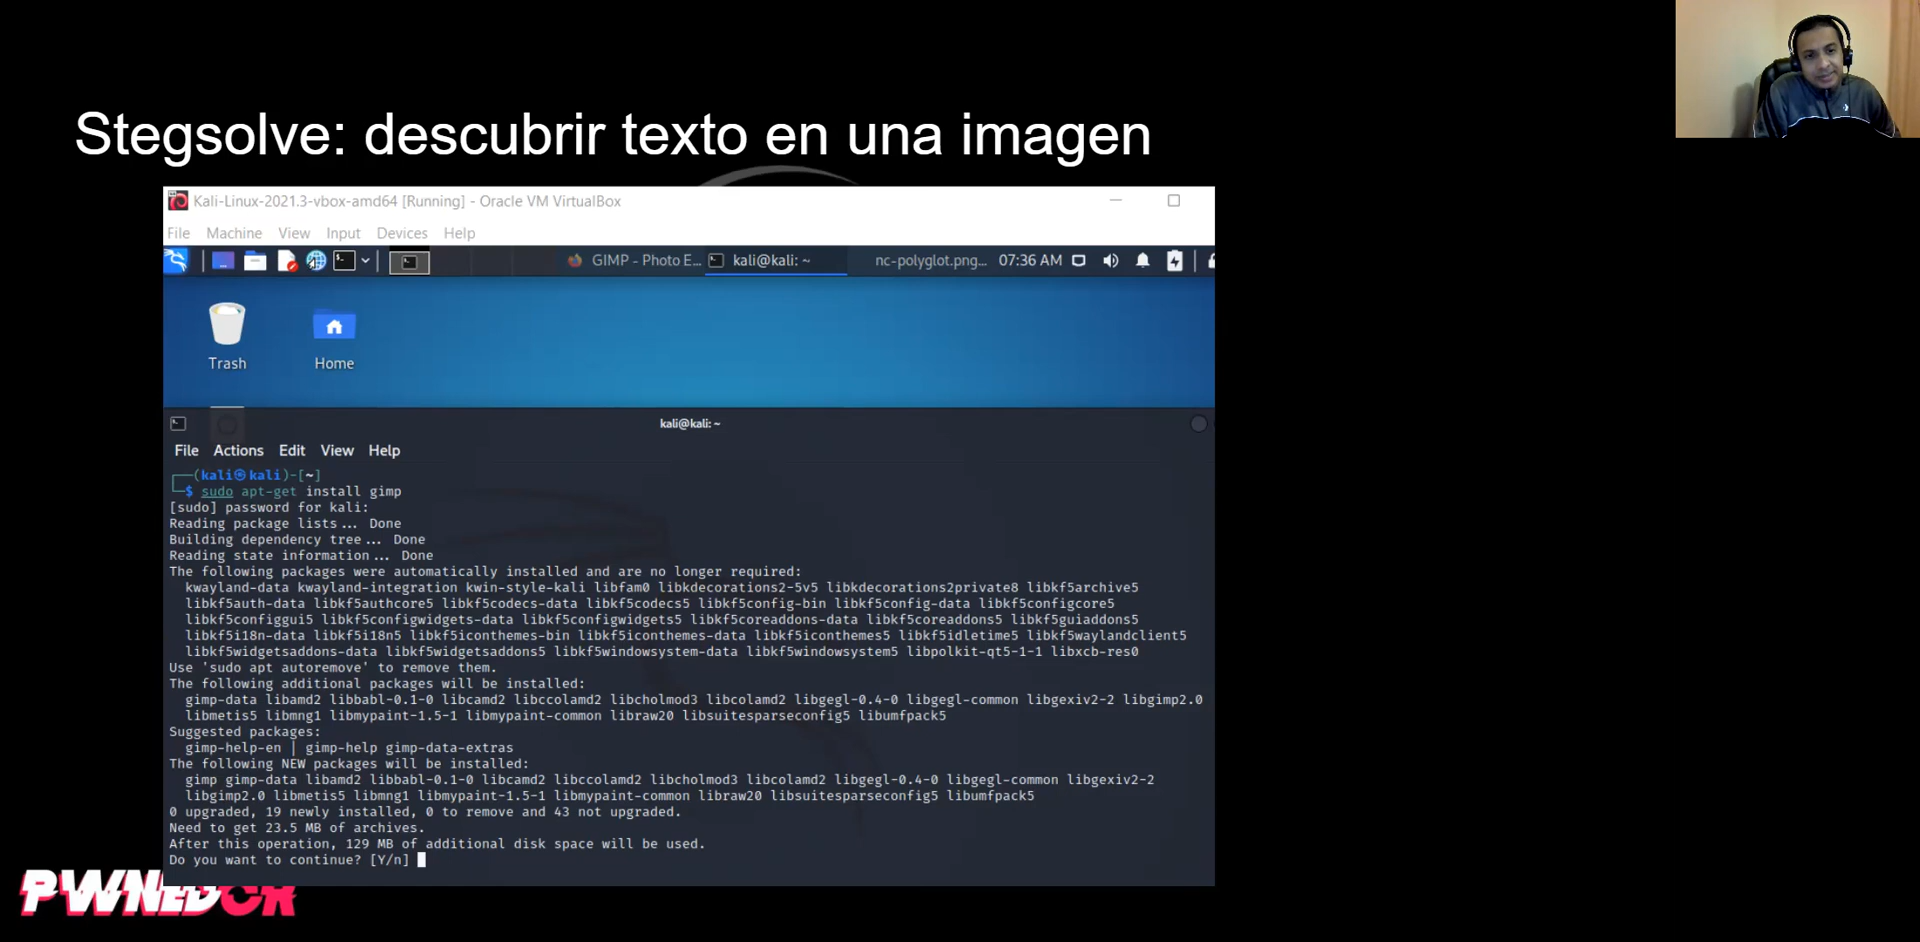 Stegsolve: descubrir texto en una imagen
Kali-Linux-2021.3-vbox-amd64 [Running] - Oracle VM VirtualBox
File Machine View Input Devices Help
GIMP - Photo E... kali@kali: ~ nc-polyglot.png... 07:36 AM
Trash Home
kali@kali: ~
File Actions Edit View Help
┌──(kali㉿kali)-[~]
└─$ sudo apt-get install gimp
[sudo] password for kali:
Reading package lists... Done
Building dependency tree... Done
Reading state information... Done
The following packages were automatically installed and are no longer required:
kwayland-data kwayland-integration kwin-style-kali libfam0 libkdecorations2-5v5 libkdecorations2private8 libkf5archive5
libkf5auth-data libkf5authcore5 libkf5codecs-data libkf5codecs5 libkf5config-bin libkf5config-data libkf5configcore5
libkf5configgui5 libkf5configwidgets-data libkf5configwidgets5 libkf5coreaddons-data libkf5coreaddons5 libkf5guiaddons5
libkf5i18n-data libkf5i18n5 libkf5iconthemes-bin libkf5iconthemes-data libkf5iconthemes5 libkf5idletime5 libkf5waylandclient5
libkf5widgetsaddons-data libkf5widgetsaddons5 libkf5windowsystem-data libkf5windowsystem5 libpolkit-qt5-1-1 libxcb-res0
Use 'sudo apt autoremove' to remove them.
The following additional packages will be installed:
gimp-data libamd2 libbabl-0.1-0 libcamd2 libccolamd2 libcholmod3 libcolamd2 libgegl-0.4-0 libgegl-common libgexiv2-2 libgimp2.0
libmetis5 libmng1 libmypaint-1.5-1 libmypaint-common libraw20 libsuitesparseconfig5 libumfpack5
Suggested packages:
gimp-help-en | gimp-help gimp-data-extras
The following NEW packages will be installed:
gimp gimp-data libamd2 libbabl-0.1-0 libcamd2 libccolamd2 libcholmod3 libcolamd2 libgegl-0.4-0 libgegl-common libgexiv2-2
libgimp2.0 libmetis5 libmng1 libmypaint-1.5-1 libmypaint-common libraw20 libsuitesparseconfig5 libumfpack5
0 upgraded, 19 newly installed, 0 to remove and 43 not upgraded.
Need to get 23.5 MB of archives.
After this operation, 129 MB of additional disk space will be used.
Do you want to continue? [Y/n]
PWNEDCR